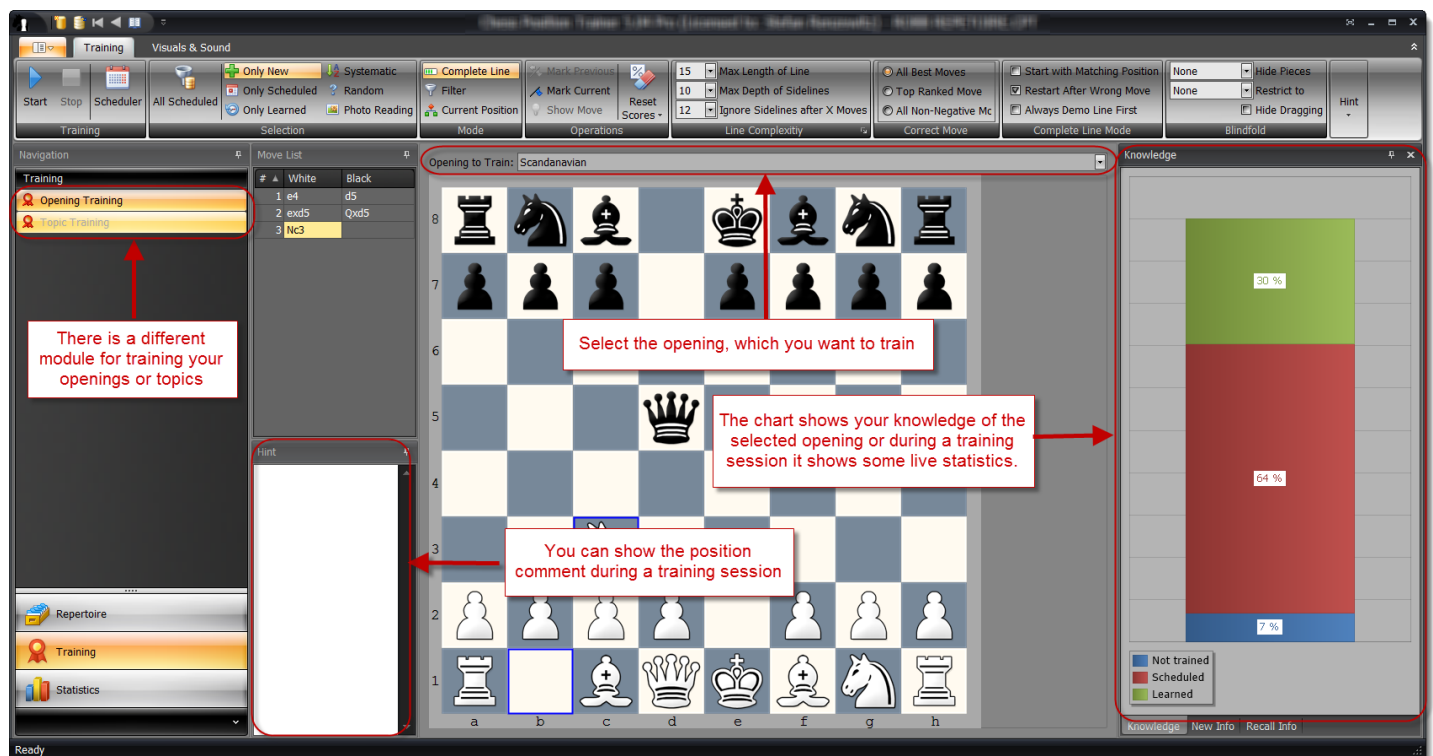 Training Visuals & Sound
Start Stop Scheduler All Scheduled
Only New Systematic
Only Scheduled Random
Only Learned Photo Reading
Complete Line
Filter
Current Position
Mark Previous
Mark Current
Show Move
Reset
Scores
15 Max Length of Line
10 Max Depth of Sidelines
12 Ignore Sidelines after X Moves
All Best Moves
Top Ranked Move
All Non-Negative Mc
Start with Matching Position
Restart After Wrong Move
Always Demo Line First
None Hide Pieces
None Restrict to
Hide Dragging
Hint
Training Selection Mode Operations Line Complexitiy Correct Move Complete Line Mode Blindfold
Navigation
Training
Opening Training
Topic Training
There is a different
module for training your
openings or topics
Repertoire
Training
Statistics
Move List
# White Black
1 e4 d5
2 exd5 Qxd5
3 Nc3
Hint
Opening to Train: Scandanavian
8
7
6
5
4
3
2
1
a b c d e f g h
Select the opening, which you want to train
The chart shows your knowledge of the
selected opening or during a training
session it shows some live statistics.
You can show the position
comment during a training session
Knowledge
30 %
64 %
7 %
Not trained
Scheduled
Learned
Knowledge New Info Recall Info
Ready